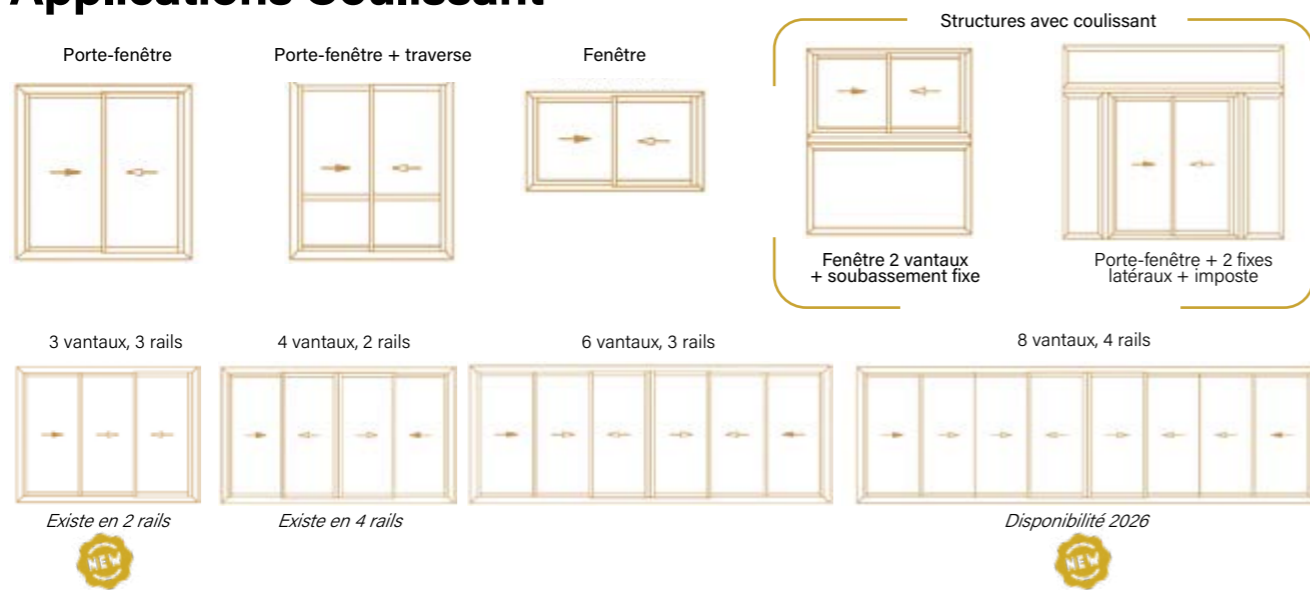 Applications Coulissant
Structures avec coulissant
Porte-fenêtre
Porte-fenêtre + traverse
Fenêtre
Fenêtre 2 vantaux
+ soubassement fixe
Porte-fenêtre + 2 fixes
latéraux + imposte
3 vantaux, 3 rails
4 vantaux, 2 rails
6 vantaux, 3 rails
8 vantaux, 4 rails
Existe en 2 rails
Existe en 4 rails
Disponibilité 2026
NEW
NEW